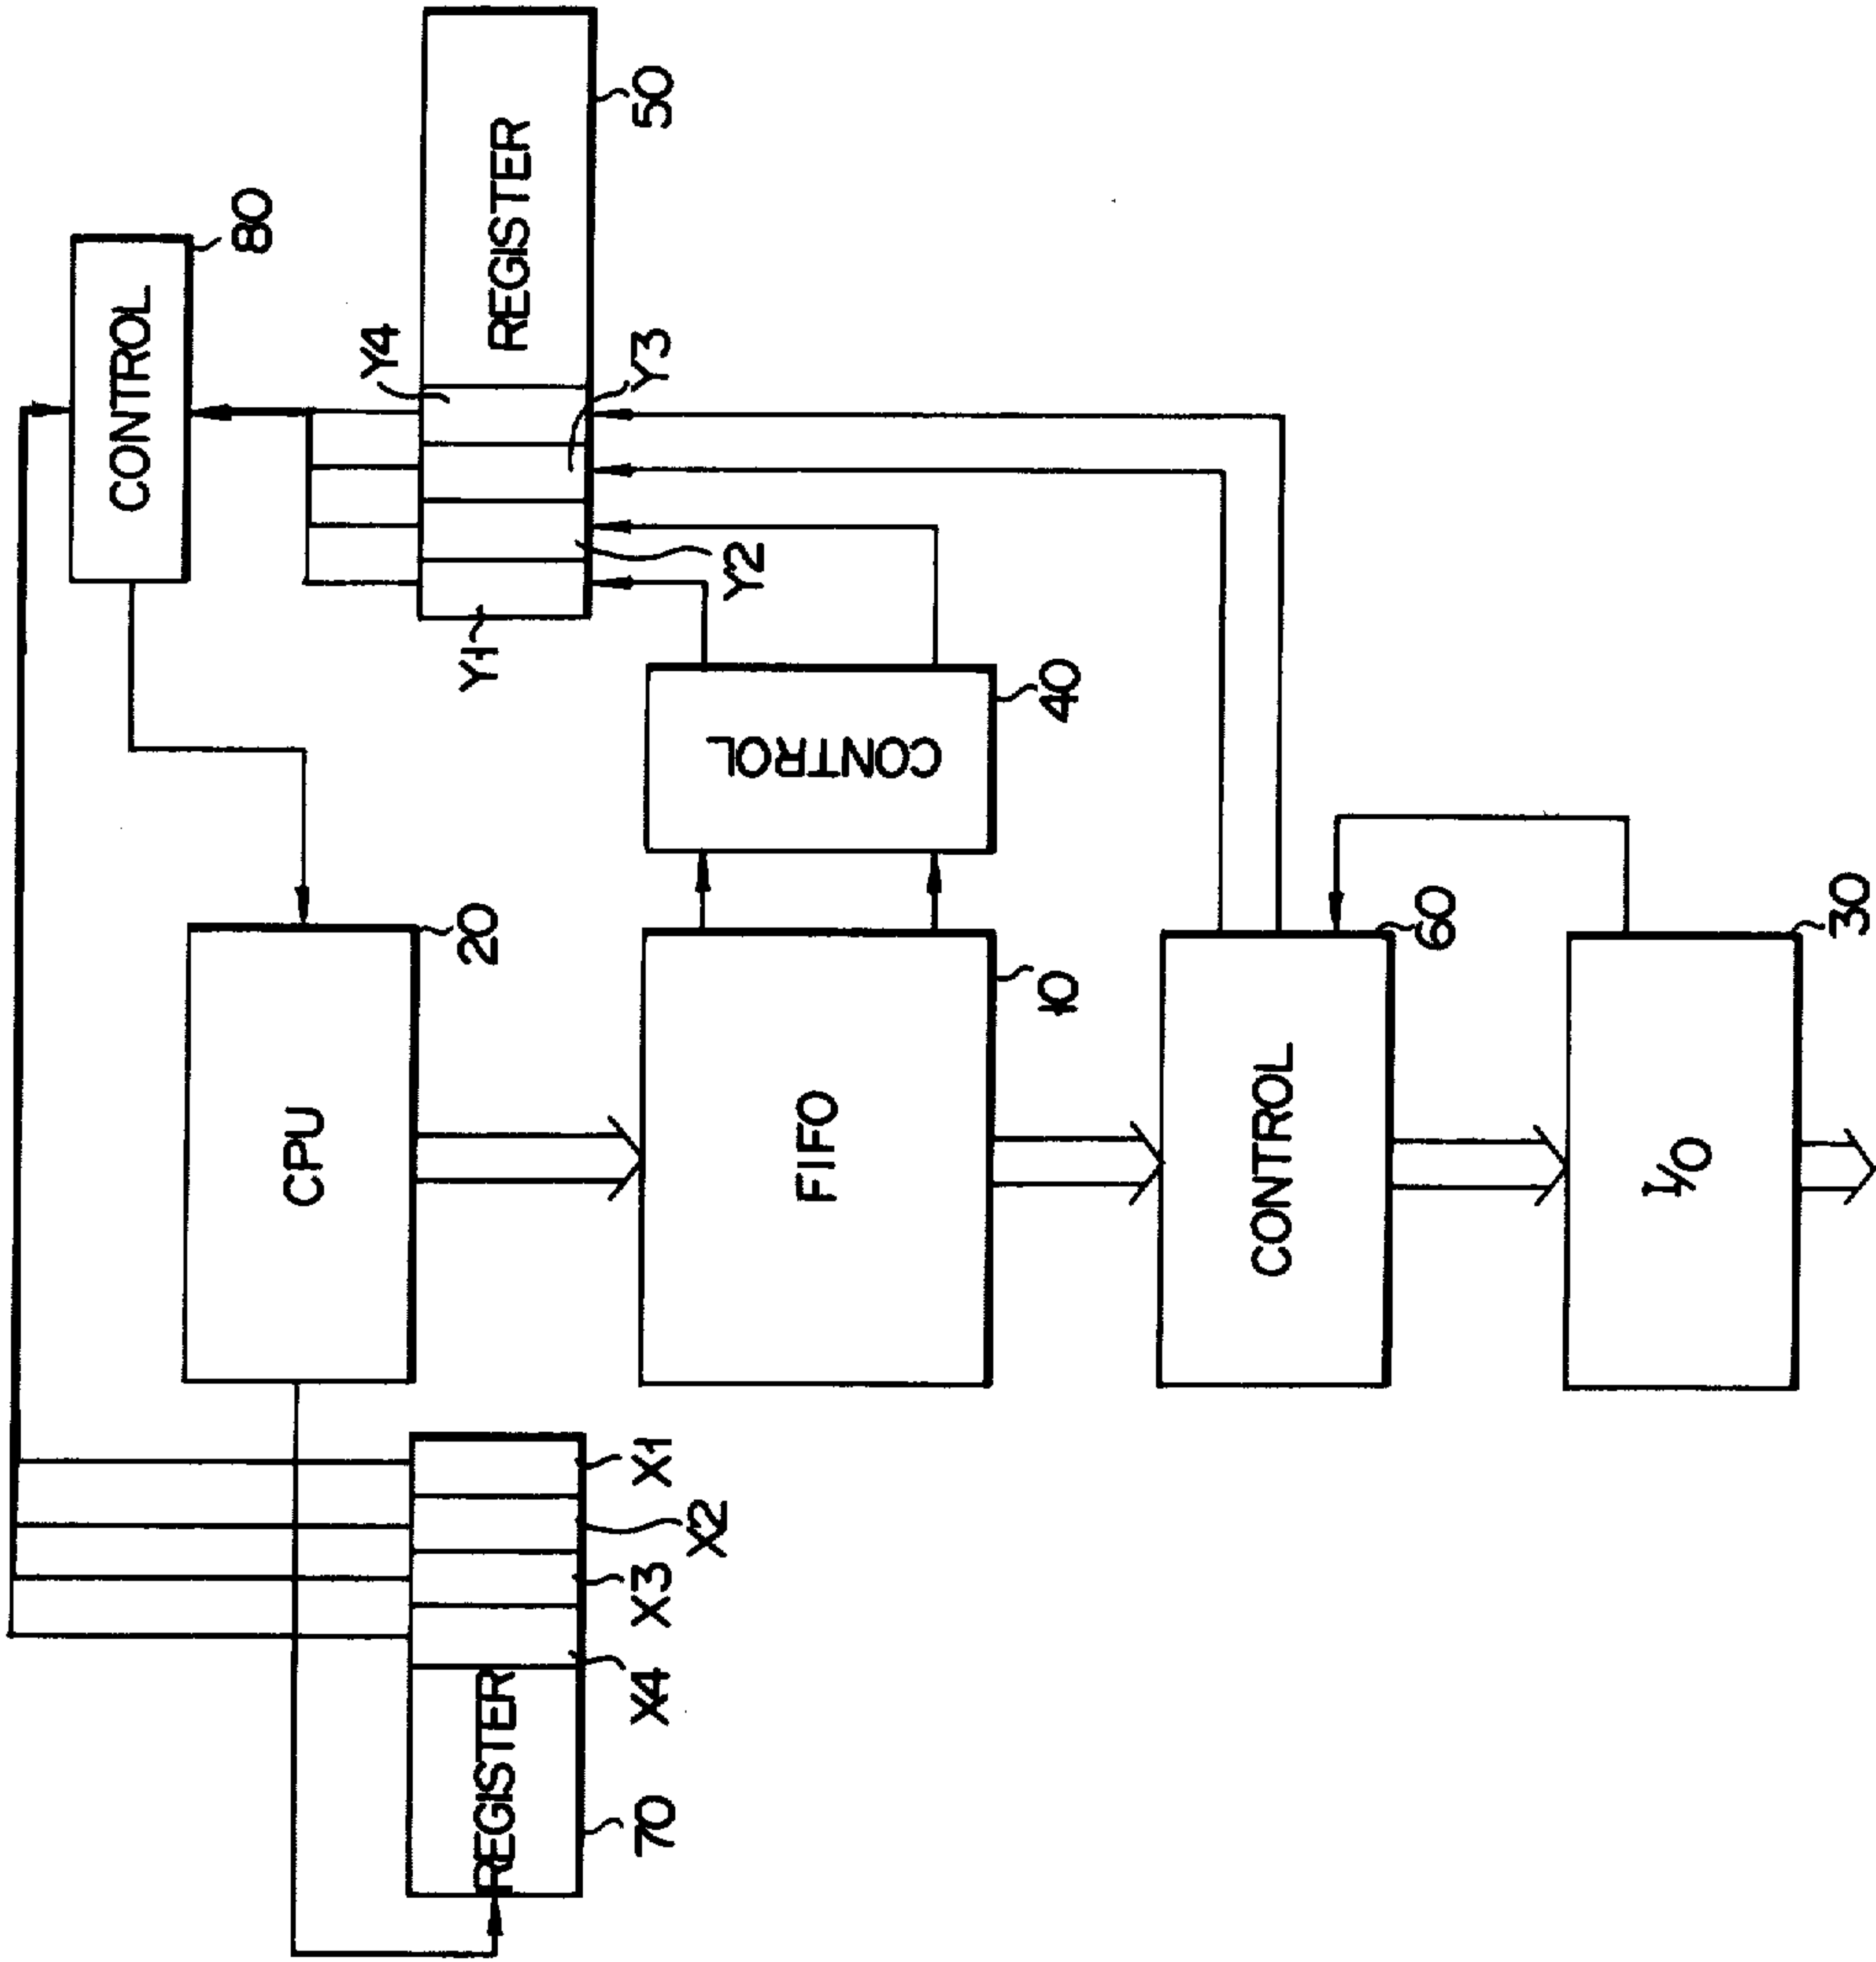 REGISTER
70
X4
X3
X2
X1
CPU
20
FIFO
10
CONTROL
60
I/O
30
CONTROL
40
Y1
Y2
Y3
Y4
REGISTER
50
CONTROL
80